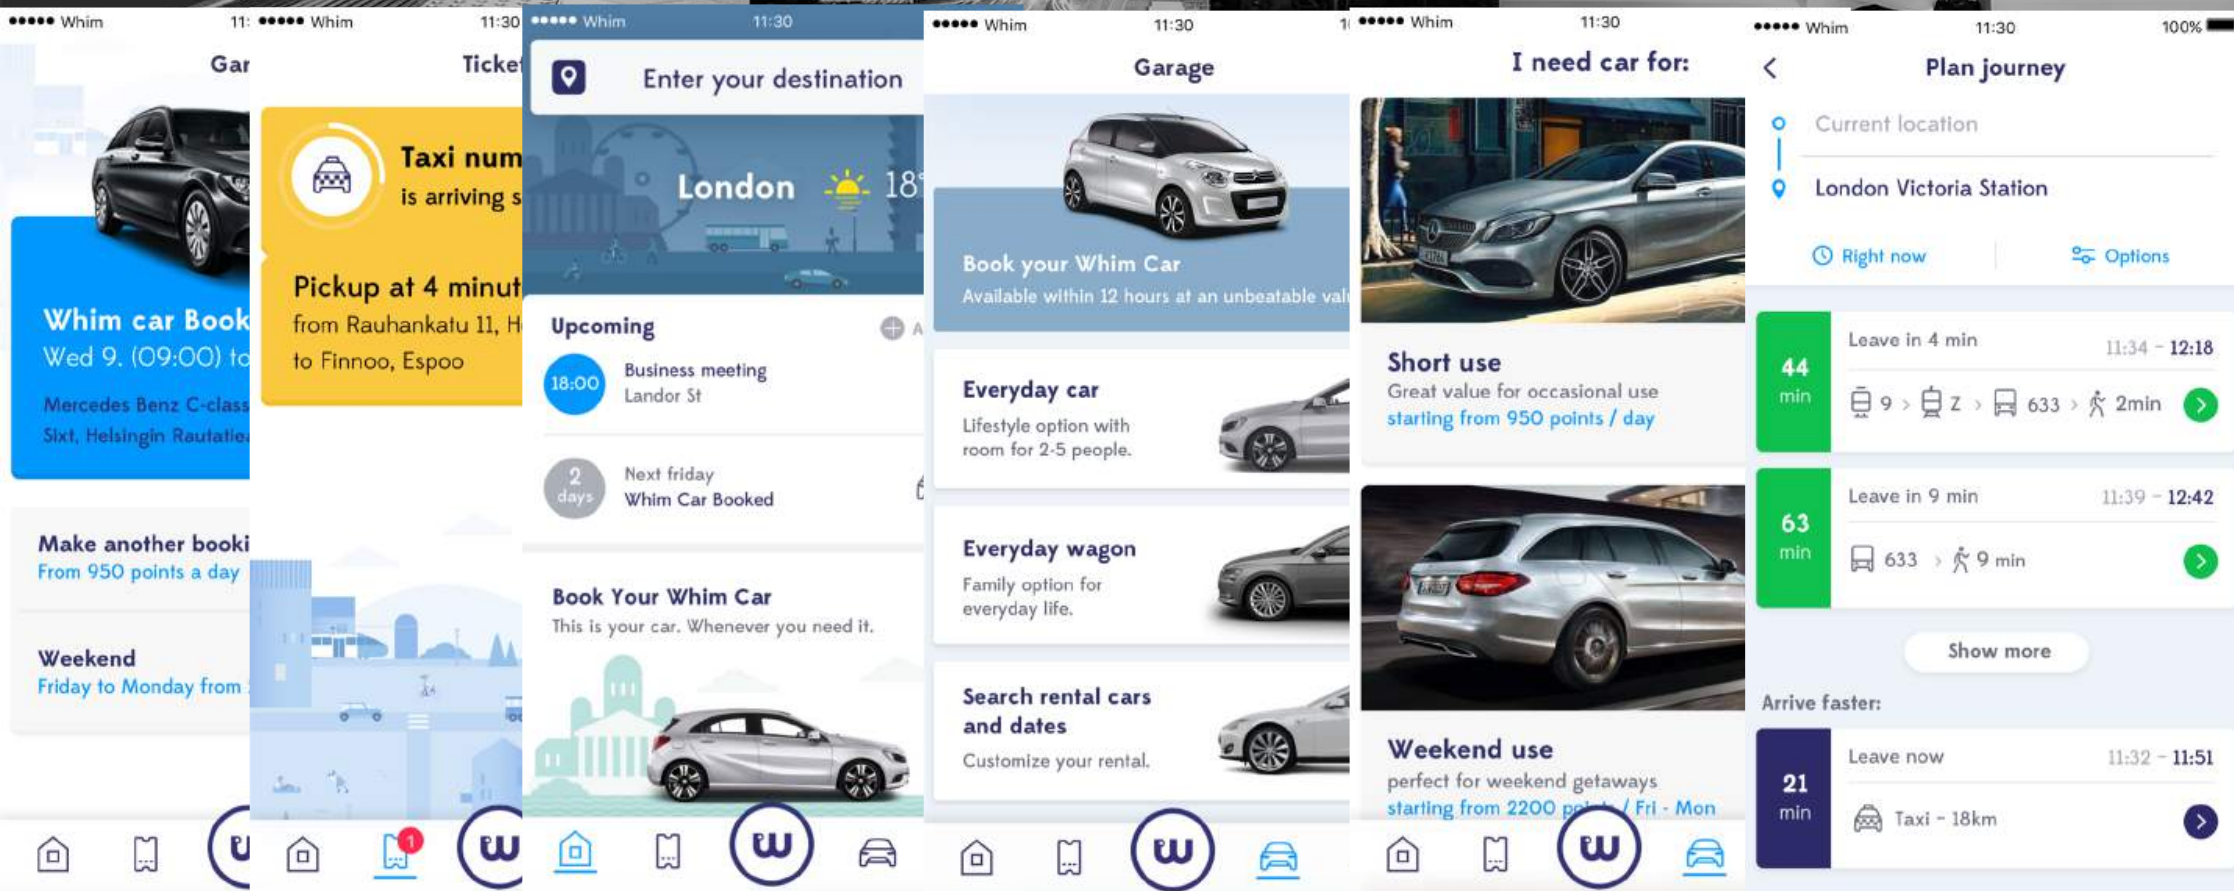 Whim
11:
Gar
Whim car Book
Wed 9. (09:00) to
Mercedes Benz C-class
Sixt, Helsingin Rautatiea
Make another booki
From 950 points a day
Weekend
Friday to Monday from
Whim
11:30
Ticket
Taxi num
is arriving s
Pickup at 4 minut
from Rauhankatu 11, H
to Finnoo, Espoo
1
W
Whim
11:30
Enter your destination
London
18°
Upcoming
A
18:00
Business meeting
Landor St
2
days
Next friday
Whim Car Booked
Book Your Whim Car
This is your car. Whenever you need it.
W
Whim
11:30
1
Garage
Book your Whim Car
Available within 12 hours at an unbeatable val
Everyday car
Lifestyle option with
room for 2-5 people.
Everyday wagon
Family option for
everyday life.
Search rental cars
and dates
Customize your rental.
W
Whim
11:30
I need car for:
Short use
Great value for occasional use
starting from 950 points / day
Weekend use
perfect for weekend getaways
starting from 2200 / Fri - Mon
W
Whim
11:30
100%
Plan journey
Current location
London Victoria Station
Right now
Options
44
min
Leave in 4 min
11:34 - 12:18
9 > Z > 633 > 2min
63
min
Leave in 9 min
11:39 - 12:42
633 > 9 min
Show more
Arrive faster:
21
min
Leave now
11:32 - 11:51
Taxi - 18km